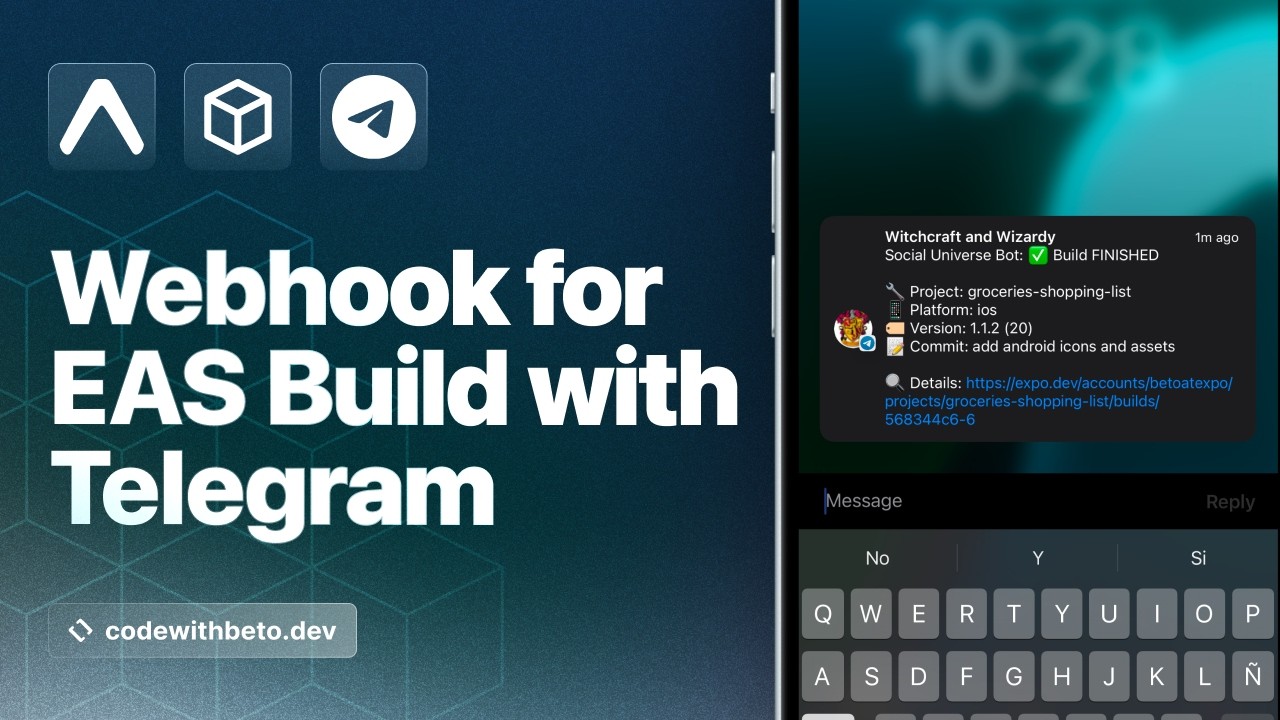 Webhook for
EAS Build with
Telegram
codewithbeto.dev
10:28
Witchcraft and Wizardy
1m ago
Social Universe Bot: ✅ Build FINISHED
🔧 Project: groceries-shopping-list
📱 Platform: ios
🏷️ Version: 1.1.2 (20)
📝 Commit: add android icons and assets
🔍 Details: https://expo.dev/accounts/betoatexpo/
projects/groceries-shopping-list/builds/
568344c6-6
Message
Reply
No Y Si
Q W E R T Y U I O P
A S D F G H J K L Ñ